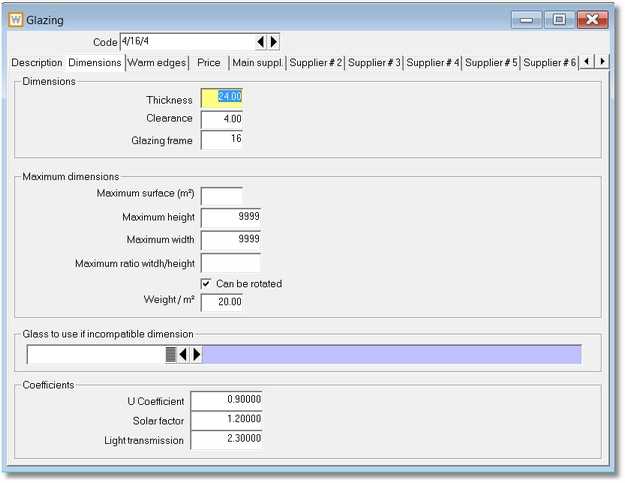 Glazing
Code 4/16/4
Description Dimensions Warm edges Price Main suppl. Supplier # 2 Supplier # 3 Supplier # 4 Supplier # 5 Supplier # 6
Dimensions
Thickness 24.00
Clearance 4.00
Glazing frame 16
Maximum dimensions
Maximum surface (m²)
Maximum height 9999
Maximum width 9999
Maximum ratio witdh/height
Can be rotated
Weight / m² 20.00
Glass to use if incompatible dimension
Coefficients
U Coefficient 0.90000
Solar factor 1.20000
Light transmission 2.30000